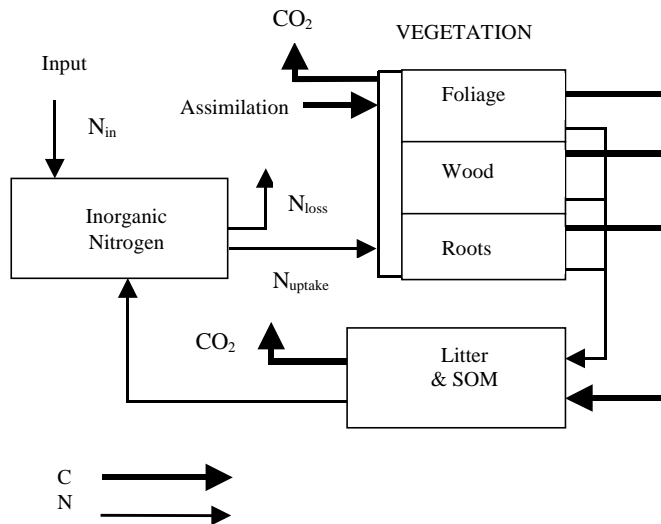 CO₂
VEGETATION
Input
Foliage
Assimilation
Nin
Wood
Inorganic
Nitrogen
Nloss
Roots
Nuptake
CO₂
Litter
& SOM
C
N